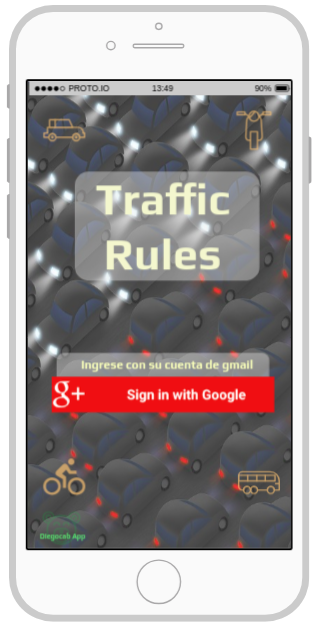 PROTO.IO 13:49 90%
Traffic
Rules
Ingrese con su cuenta de gmail
g+ Sign in with Google
Diegocab App